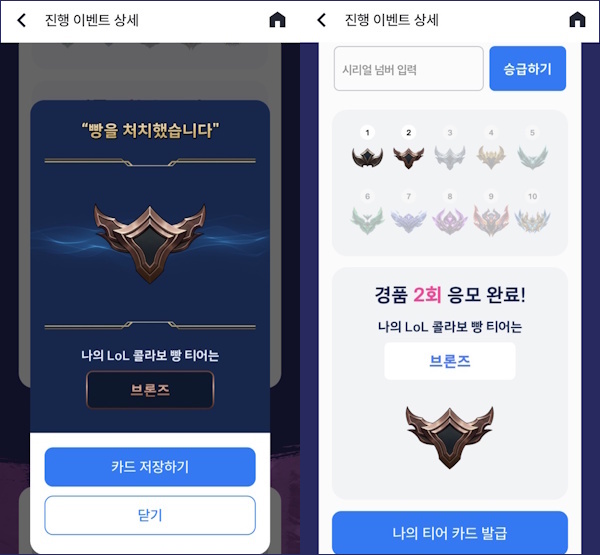 진행 이벤트 상세
“빵을 처치했습니다"
나의 LoL 콜라보 빵 티어는
브론즈
카드 저장하기
닫기
진행 이벤트 상세
시리얼 넘버 입력
승급하기
1 2 3 4 5
6 7 8 9 10
경품 2회 응모 완료!
나의 LoL 콜라보 빵 티어는
브론즈
나의 티어 카드 발급